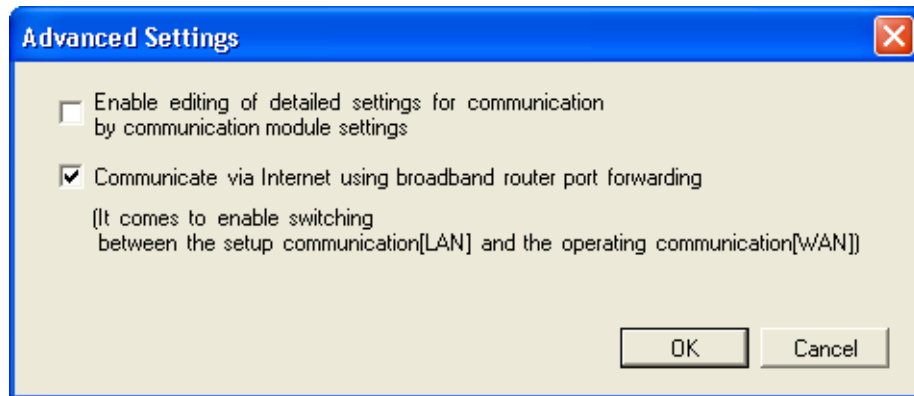 Advanced Settings
Enable editing of detailed settings for communication
by communication module settings
Communicate via Internet using broadband router port forwarding
(It comes to enable switching
between the setup communication[LAN] and the operating communication[WAN])
OK Cancel